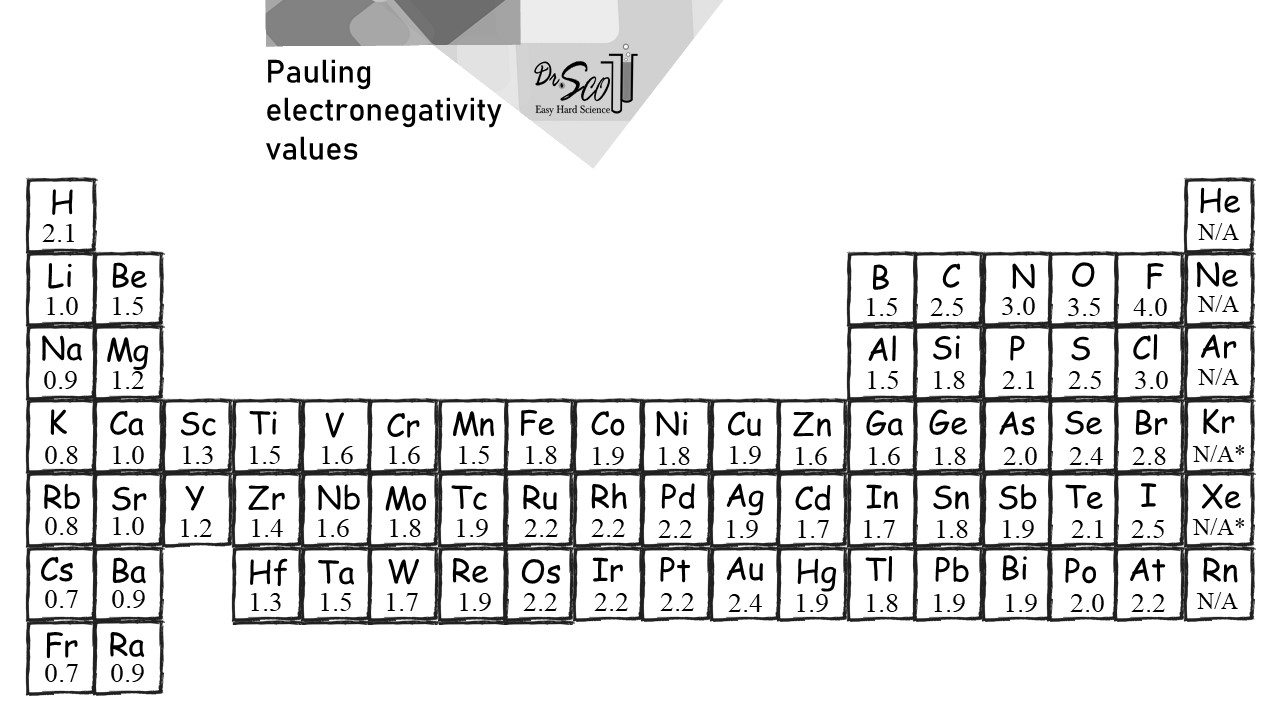 Pauling
electronegativity
values
Dr. Scott
Easy Hard Science
H He
2.1 N/A
Li Be B C N O F Ne
1.0 1.5 1.5 2.5 3.0 3.5 4.0 N/A
Na Mg Al Si P S Cl Ar
0.9 1.2 1.5 1.8 2.1 2.5 3.0 N/A
K Ca Sc Ti V Cr Mn Fe Co Ni Cu Zn Ga Ge As Se Br Kr
0.8 1.0 1.3 1.5 1.6 1.6 1.5 1.8 1.9 1.8 1.9 1.6 1.6 1.8 2.0 2.4 2.8 N/A*
Rb Sr Y Zr Nb Mo Tc Ru Rh Pd Ag Cd In Sn Sb Te I Xe
0.8 1.0 1.2 1.4 1.6 1.8 1.9 2.2 2.2 2.2 1.9 1.7 1.7 1.8 1.9 2.1 2.5 N/A*
Cs Ba Hf Ta W Re Os Ir Pt Au Hg Tl Pb Bi Po At Rn
0.7 0.9 1.3 1.5 1.7 1.9 2.2 2.2 2.2 2.4 1.9 1.8 1.9 1.9 2.0 2.2 N/A
Fr Ra
0.7 0.9